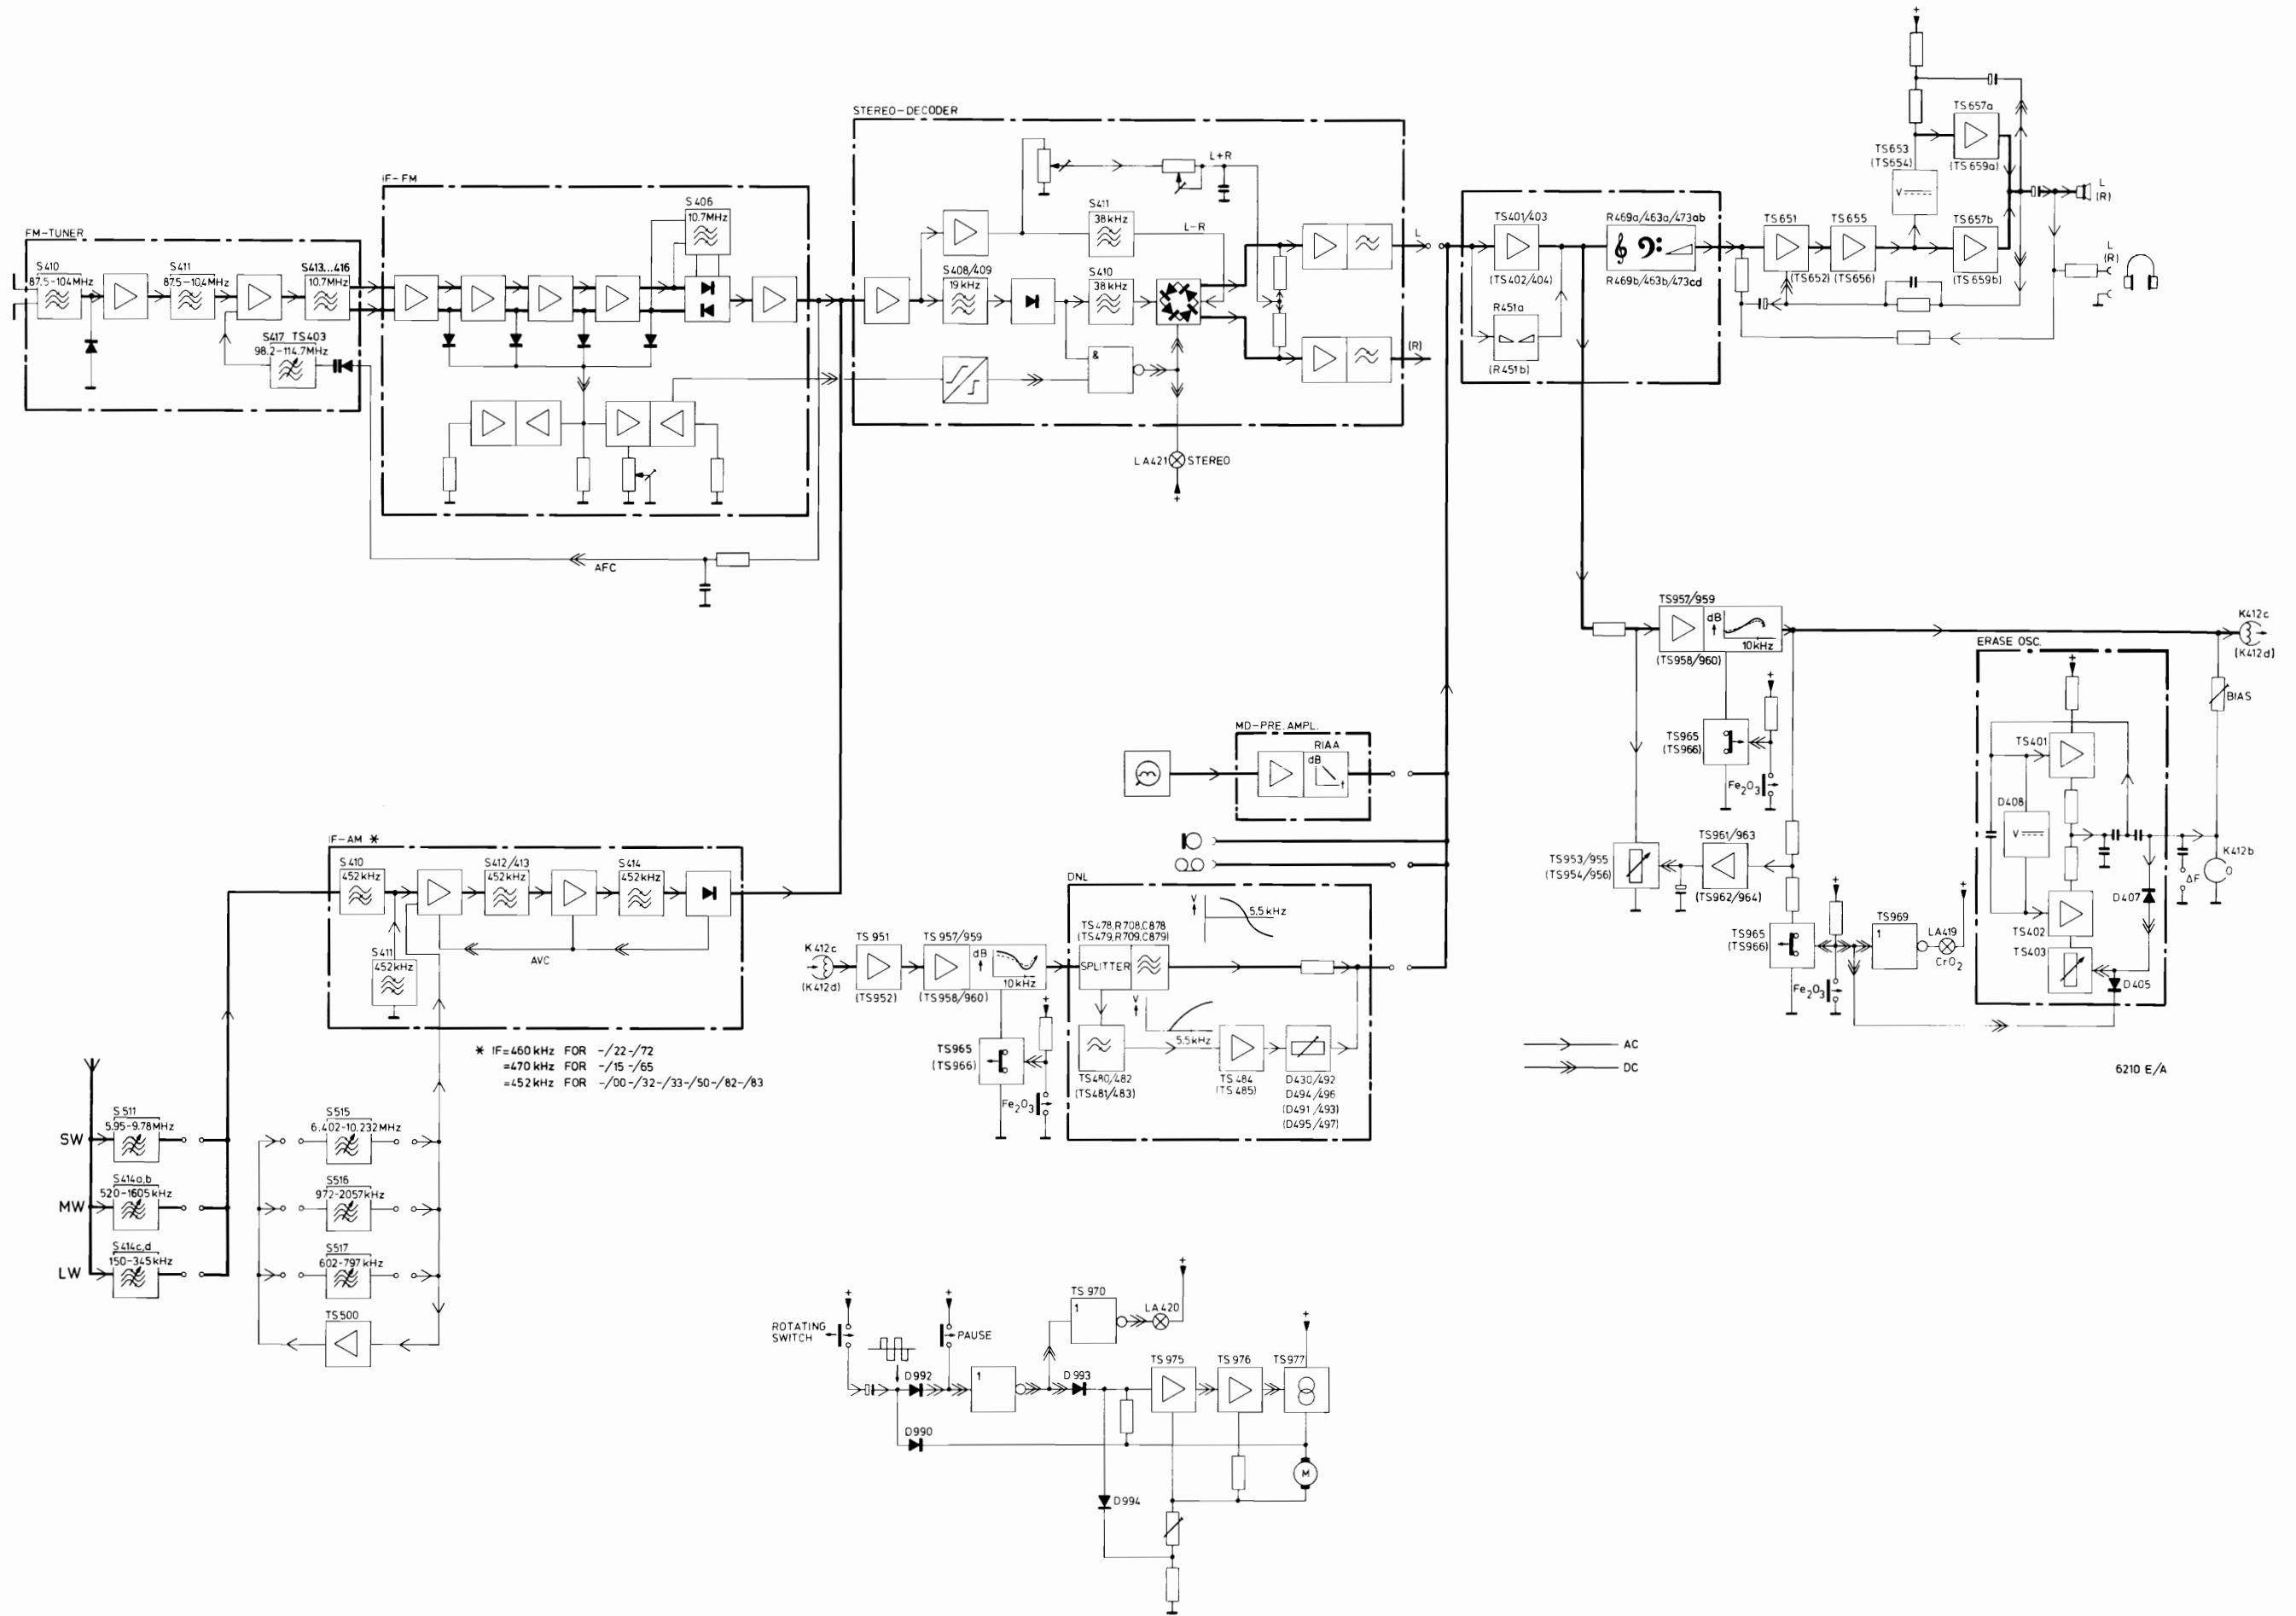 FM-TUNER
S410
87.5-104MHz
S411
87.5-104MHz
S413...416
10.7MHz
S417 TS403
98.2-114.7MHz
IF-FM
S406
10.7MHz
AFC
STEREO-DECODER
L+R
S411
38kHz
L-R
S408/409
19kHz
S410
38kHz
&
L
(R)
LA421
STEREO
+
TS401/403
(TS402/404)
R451a
(R451b)
R469a/463a/473ab
R469b/463b/473cd
+
TS657a
(TS659a)
TS653
(TS654)
V
TS651
(TS652)
TS655
(TS656)
TS657b
(TS659b)
L
(R)
L
(R)
TS957/959
dB
10kHz
(TS958/960)
K412c
(K412d)
BIAS
ERASE OSC.
+
TS401
D408
V
TS402
TS403
D407
D405
ΔF
K412b
+
TS965
(TS966)
Fe2O3
TS953/955
(TS954/956)
TS961/963
(TS962/964)
TS965
(TS966)
+
Fe2O3
TS969
1
LA419
CrO2
+
MD-PRE.AMPL.
RIAA
dB
f
DNL
V
5.5kHz
TS478,R708,C878
(TS479,R709,C879)
SPLITTER
V
5.5kHz
TS480/482
(TS481/483)
TS484
(TS485)
D430/492
D494/496
(D491/493)
(D495/497)
K412c
(K412d)
TS951
(TS952)
TS957/959
dB
10kHz
(TS958/960)
+
TS965
(TS966)
Fe2O3
AC
DC
6210 E/A
IF-AM *
S410
452kHz
S412/413
452kHz
S414
452kHz
S411
452kHz
AVC
* IF=460kHz FOR -/22-/72
=470kHz FOR -/15-/65
=452kHz FOR -/00-/32-/33-/50-/82-/83
SW
S511
5.95-9.78MHz
MW
S414a,b
520-1605kHz
LW
S414c,d
150-345kHz
S515
6.402-10.232MHz
S516
972-2057kHz
S517
602-797kHz
TS500
+
ROTATING
SWITCH
+
PAUSE
D992
D990
1
D993
TS970
1
LA420
+
TS975
TS976
TS977
+
M
D994